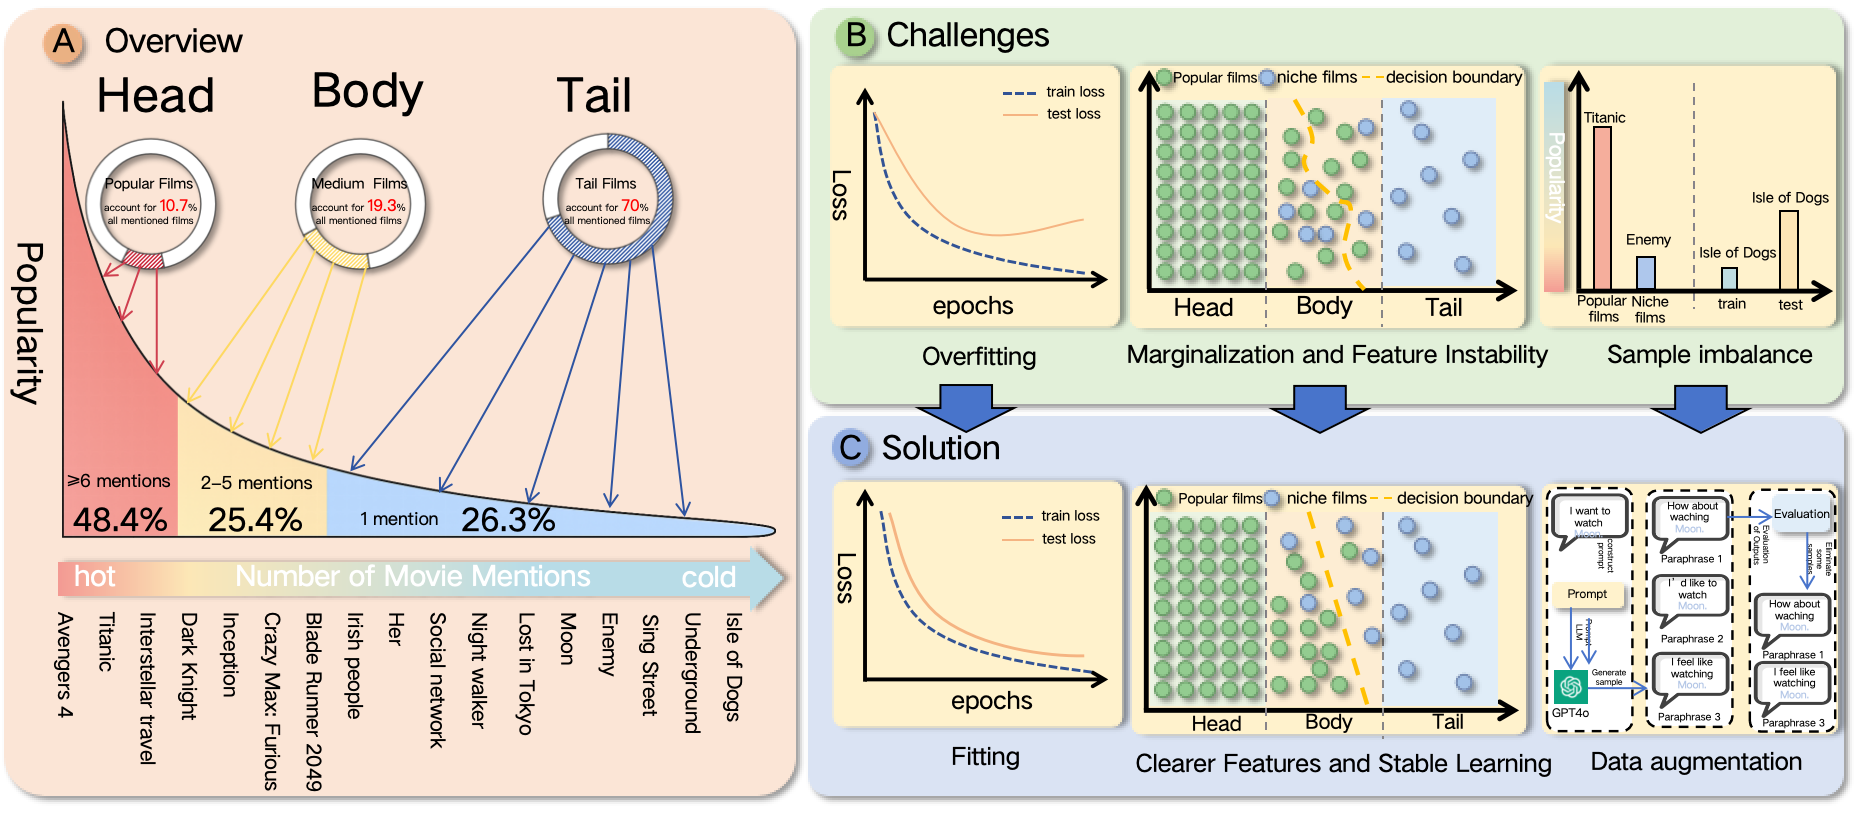 A Overview
Head
Body
Tail
Popular Films
account for 10.7%
all mentioned films
Medium Films
account for 19.3%
all mentioned films
Tail Films
account for 70%
all mentioned films
Popularity
≥6 mentions
48.4%
2-5 mentions
25.4%
1 mention
26.3%
hot
Number of Movie Mentions
cold
Avengers 4
Titanic
Interstellar travel
Dark Knight
Inception
Crazy Max: Furious
Blade Runner 2049
Irish people
Her
Social network
Night walker
Lost in Tokyo
Moon
Enemy
Sing Street
Underground
Isle of Dogs
B Challenges
train loss
test loss
Loss
epochs
Overfitting
Popular films
niche films
decision boundary
Head
Body
Tail
Marginalization and Feature Instability
Popularity
Titanic
Enemy
Isle of Dogs
Isle of Dogs
Popular
films
Niche
films
train
test
Sample imbalance
C Solution
train loss
test loss
Loss
epochs
Fitting
Popular films
niche films
decision boundary
Head
Body
Tail
Clearer Features and Stable Learning
I want to
watch
Moon.
construct
prompt
Prompt
Prompt
LLM
GPT4o
Generate
sample
How about
waching
Moon.
Paraphrase 1
I' d like to
watch
Moon.
Paraphrase 2
I feel like
watching
Moon.
Paraphrase 3
Evaluation
Evaluation
of Outputs
Eliminate
some
samples
How about
waching
Moon.
Paraphrase 1
I feel like
watching
Moon.
Paraphrase 3
Data augmentation